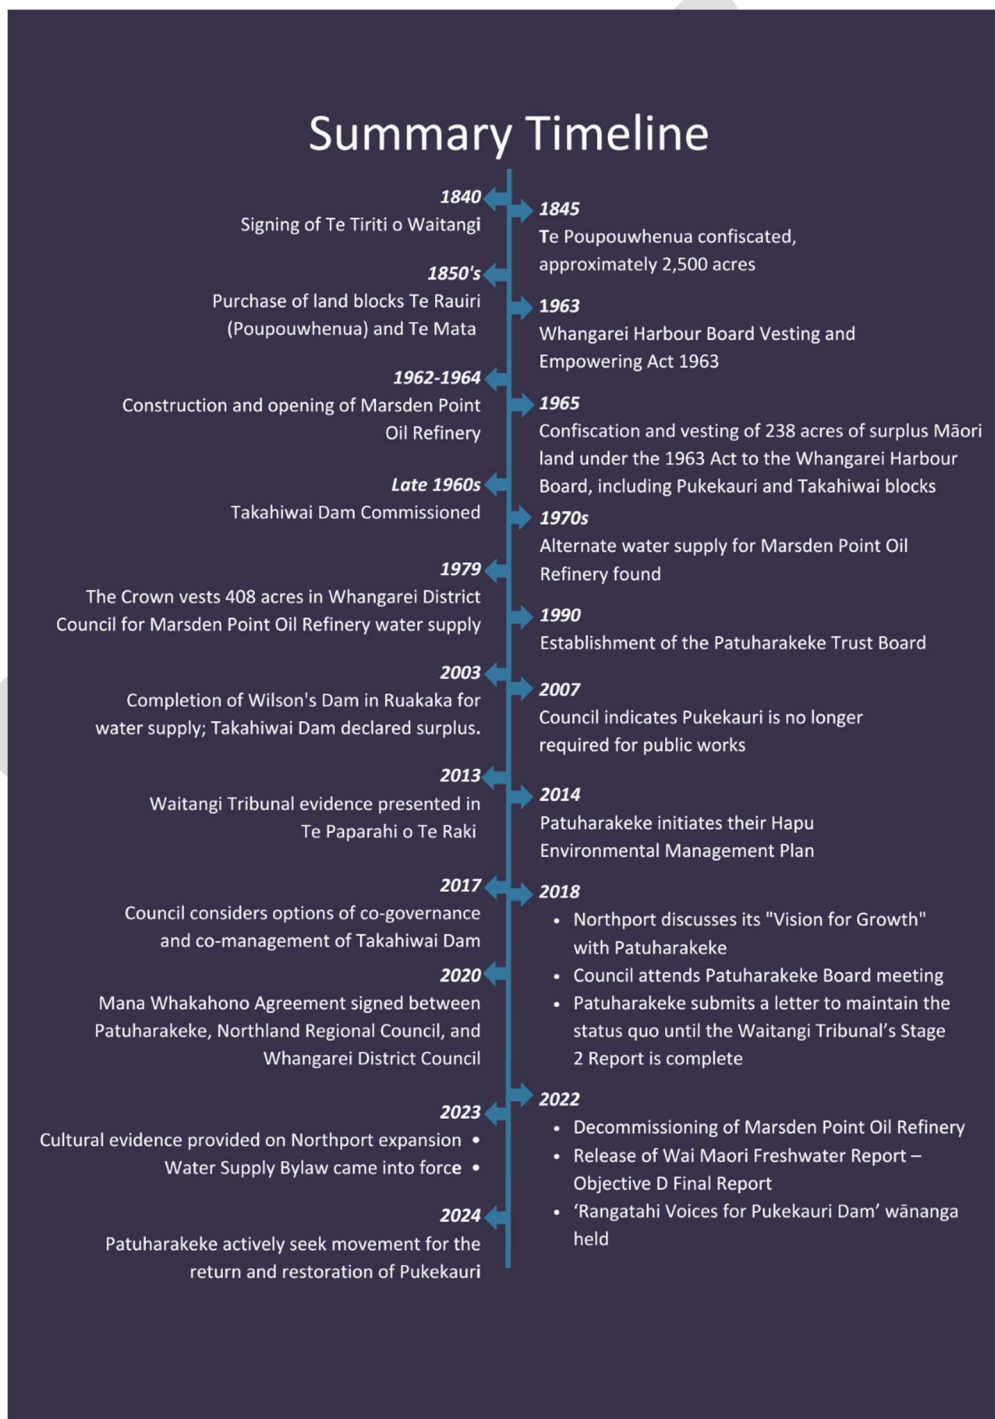 Summary Timeline
1840
Signing of Te Tiriti o Waitangi
1845
Te Poupouwhenua confiscated,
approximately 2,500 acres
1850's
Purchase of land blocks Te Rauiri
(Poupouwhenua) and Te Mata
1963
Whangarei Harbour Board Vesting and
Empowering Act 1963
1962-1964
Construction and opening of Marsden Point
Oil Refinery
1965
Confiscation and vesting of 238 acres of surplus Māori
land under the 1963 Act to the Whangarei Harbour
Board, including Pukekauri and Takahiwai blocks
Late 1960s
Takahiwai Dam Commissioned
1970s
Alternate water supply for Marsden Point Oil
Refinery found
1979
The Crown vests 408 acres in Whangarei District
Council for Marsden Point Oil Refinery water supply
1990
Establishment of the Patuharakeke Trust Board
2003
Completion of Wilson's Dam in Ruakaka for
water supply; Takahiwai Dam declared surplus.
2007
Council indicates Pukekauri is no longer
required for public works
2013
Waitangi Tribunal evidence presented in
Te Paparahi o Te Raki
2014
Patuharakeke initiates their Hapu
Environmental Management Plan
2017
Council considers options of co-governance
and co-management of Takahiwai Dam
2018
• Northport discusses its "Vision for Growth"
with Patuharakeke
• Council attends Patuharakeke Board meeting
• Patuharakeke submits a letter to maintain the
status quo until the Waitangi Tribunal’s Stage
2 Report is complete
2020
Mana Whakahono Agreement signed between
Patuharakeke, Northland Regional Council, and
Whangarei District Council
2022
• Decommissioning of Marsden Point Oil Refinery
• Release of Wai Maori Freshwater Report –
Objective D Final Report
• ‘Rangatahi Voices for Pukekauri Dam’ wānanga
held
2023
Cultural evidence provided on Northport expansion •
Water Supply Bylaw came into force •
2024
Patuharakeke actively seek movement for the
return and restoration of Pukekauri